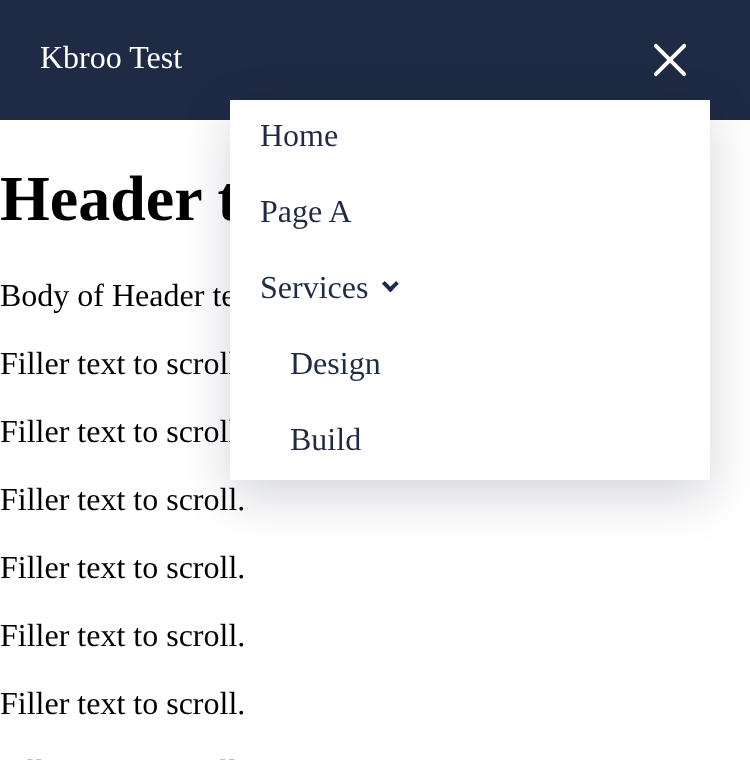 Kbroo Test
Home
Page A
Services
Design
Build
Header
Body of Header
Filler text to scroll.
Filler text to scroll.
Filler text to scroll.
Filler text to scroll.
Filler text to scroll.
Filler text to scroll.